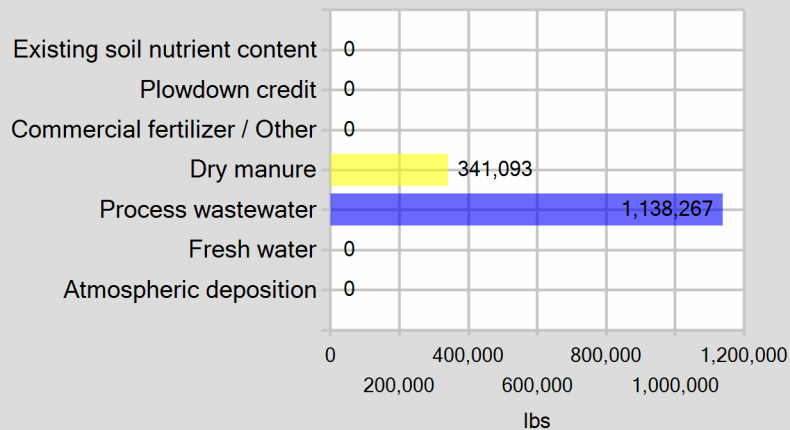 Existing soil nutrient content 0
Plowdown credit 0
Commercial fertilizer / Other 0
Dry manure 341,093
Process wastewater 1,138,267
Fresh water 0
Atmospheric deposition 0
0 400,000 800,000 1,200,000
200,000 600,000 1,000,000
lbs